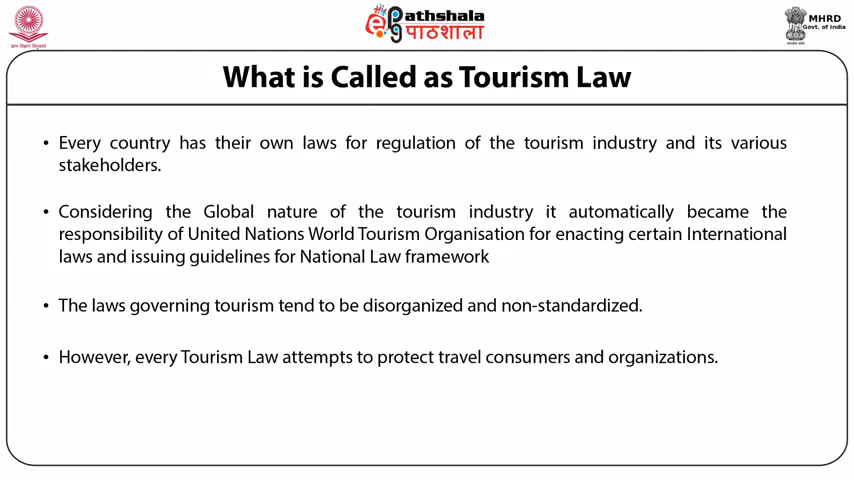 ePathshala
पाठशाला
MHRD
Govt. of India
What is Called as Tourism Law
• Every country has their own laws for regulation of the tourism industry and its various
stakeholders.
• Considering the Global nature of the tourism industry it automatically became the
responsibility of United Nations World Tourism Organisation for enacting certain International
laws and issuing guidelines for National Law framework
• The laws governing tourism tend to be disorganized and non-standardized.
• However, every Tourism Law attempts to protect travel consumers and organizations.